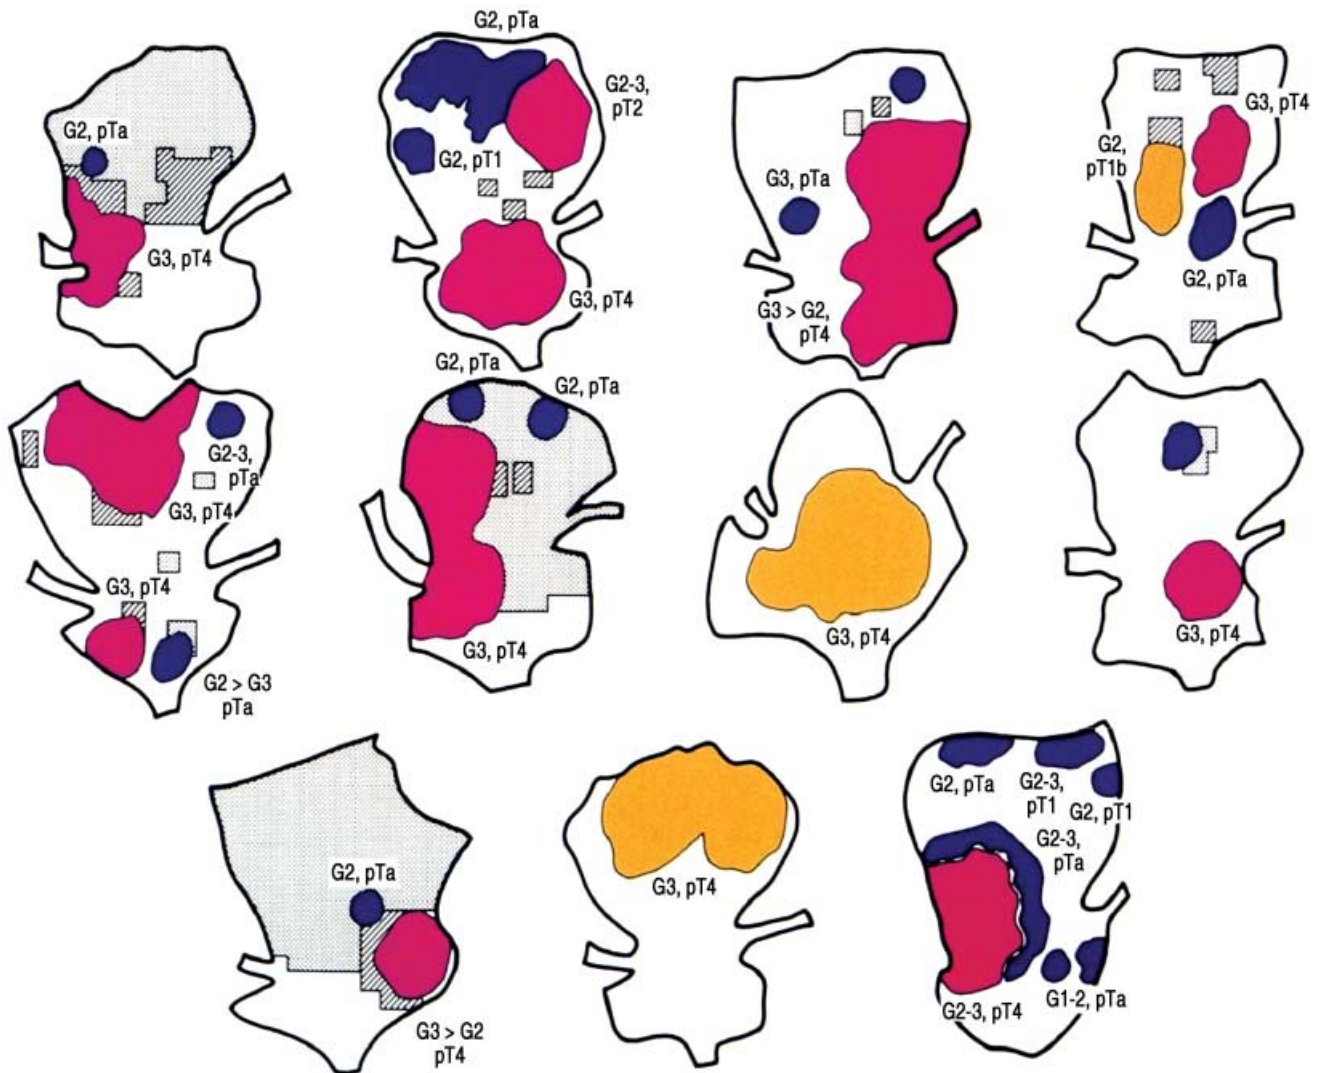 G2, pTa
G3, pT4
G2, pTa
G2-3,
pT2
G2, pT1
G3, pT4
G3, pTa
G3 > G2,
pT4
G3, pT4
G2,
pT1b
G2, pTa
G2-3,
pTa
G3, pT4
G3, pT4
G2 > G3
pTa
G2, pTa
G2, pTa
G3, pT4
G3, pT4
G3, pT4
G2, pTa
G3 > G2
pT4
G3, pT4
G2, pTa
G2-3,
pT1
G2, pT1
G2-3,
pTa
G2-3, pT4
G1-2, pTa